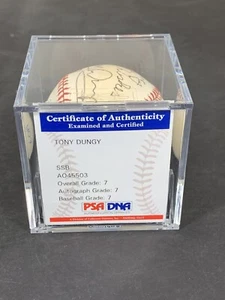 Certificate of Authenticity
Examined and Certified
TONY DUNGY
SSB
AO45503
Overall Grade: 7
Autograph Grade: 7
Baseball Grade: 7
PSA DNA